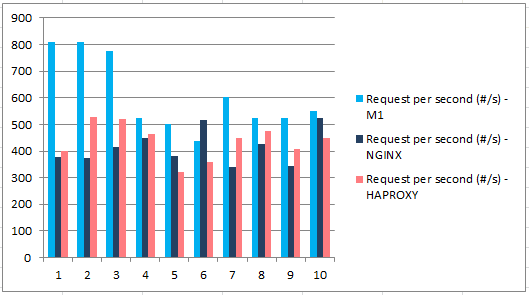 900
800
700
600
500
400
300
200
100
0
1 2 3 4 5 6 7 8 9 10
Request per second (#/s) -
M1
Request per second (#/s) -
NGINX
Request per second (#/s) -
HAPROXY